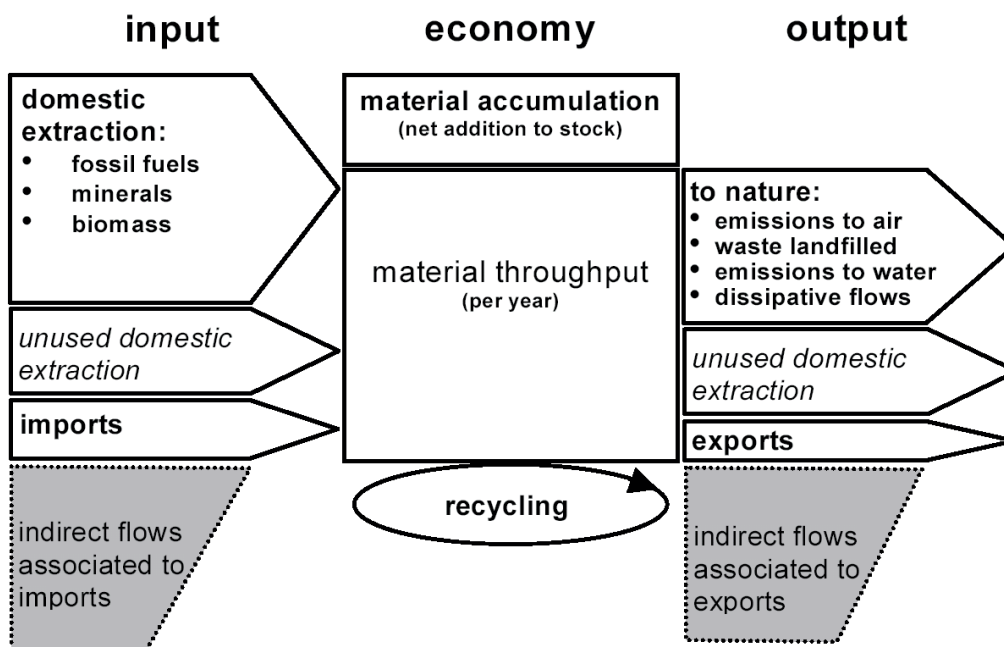 input
economy
output
domestic
extraction:
• fossil fuels
• minerals
• biomass
unused domestic
extraction
imports
indirect flows
associated to
imports
material accumulation
(net addition to stock)
material throughput
(per year)
recycling
to nature:
• emissions to air
• waste landfilled
• emissions to water
• dissipative flows
unused domestic
extraction
exports
indirect flows
associated to
exports